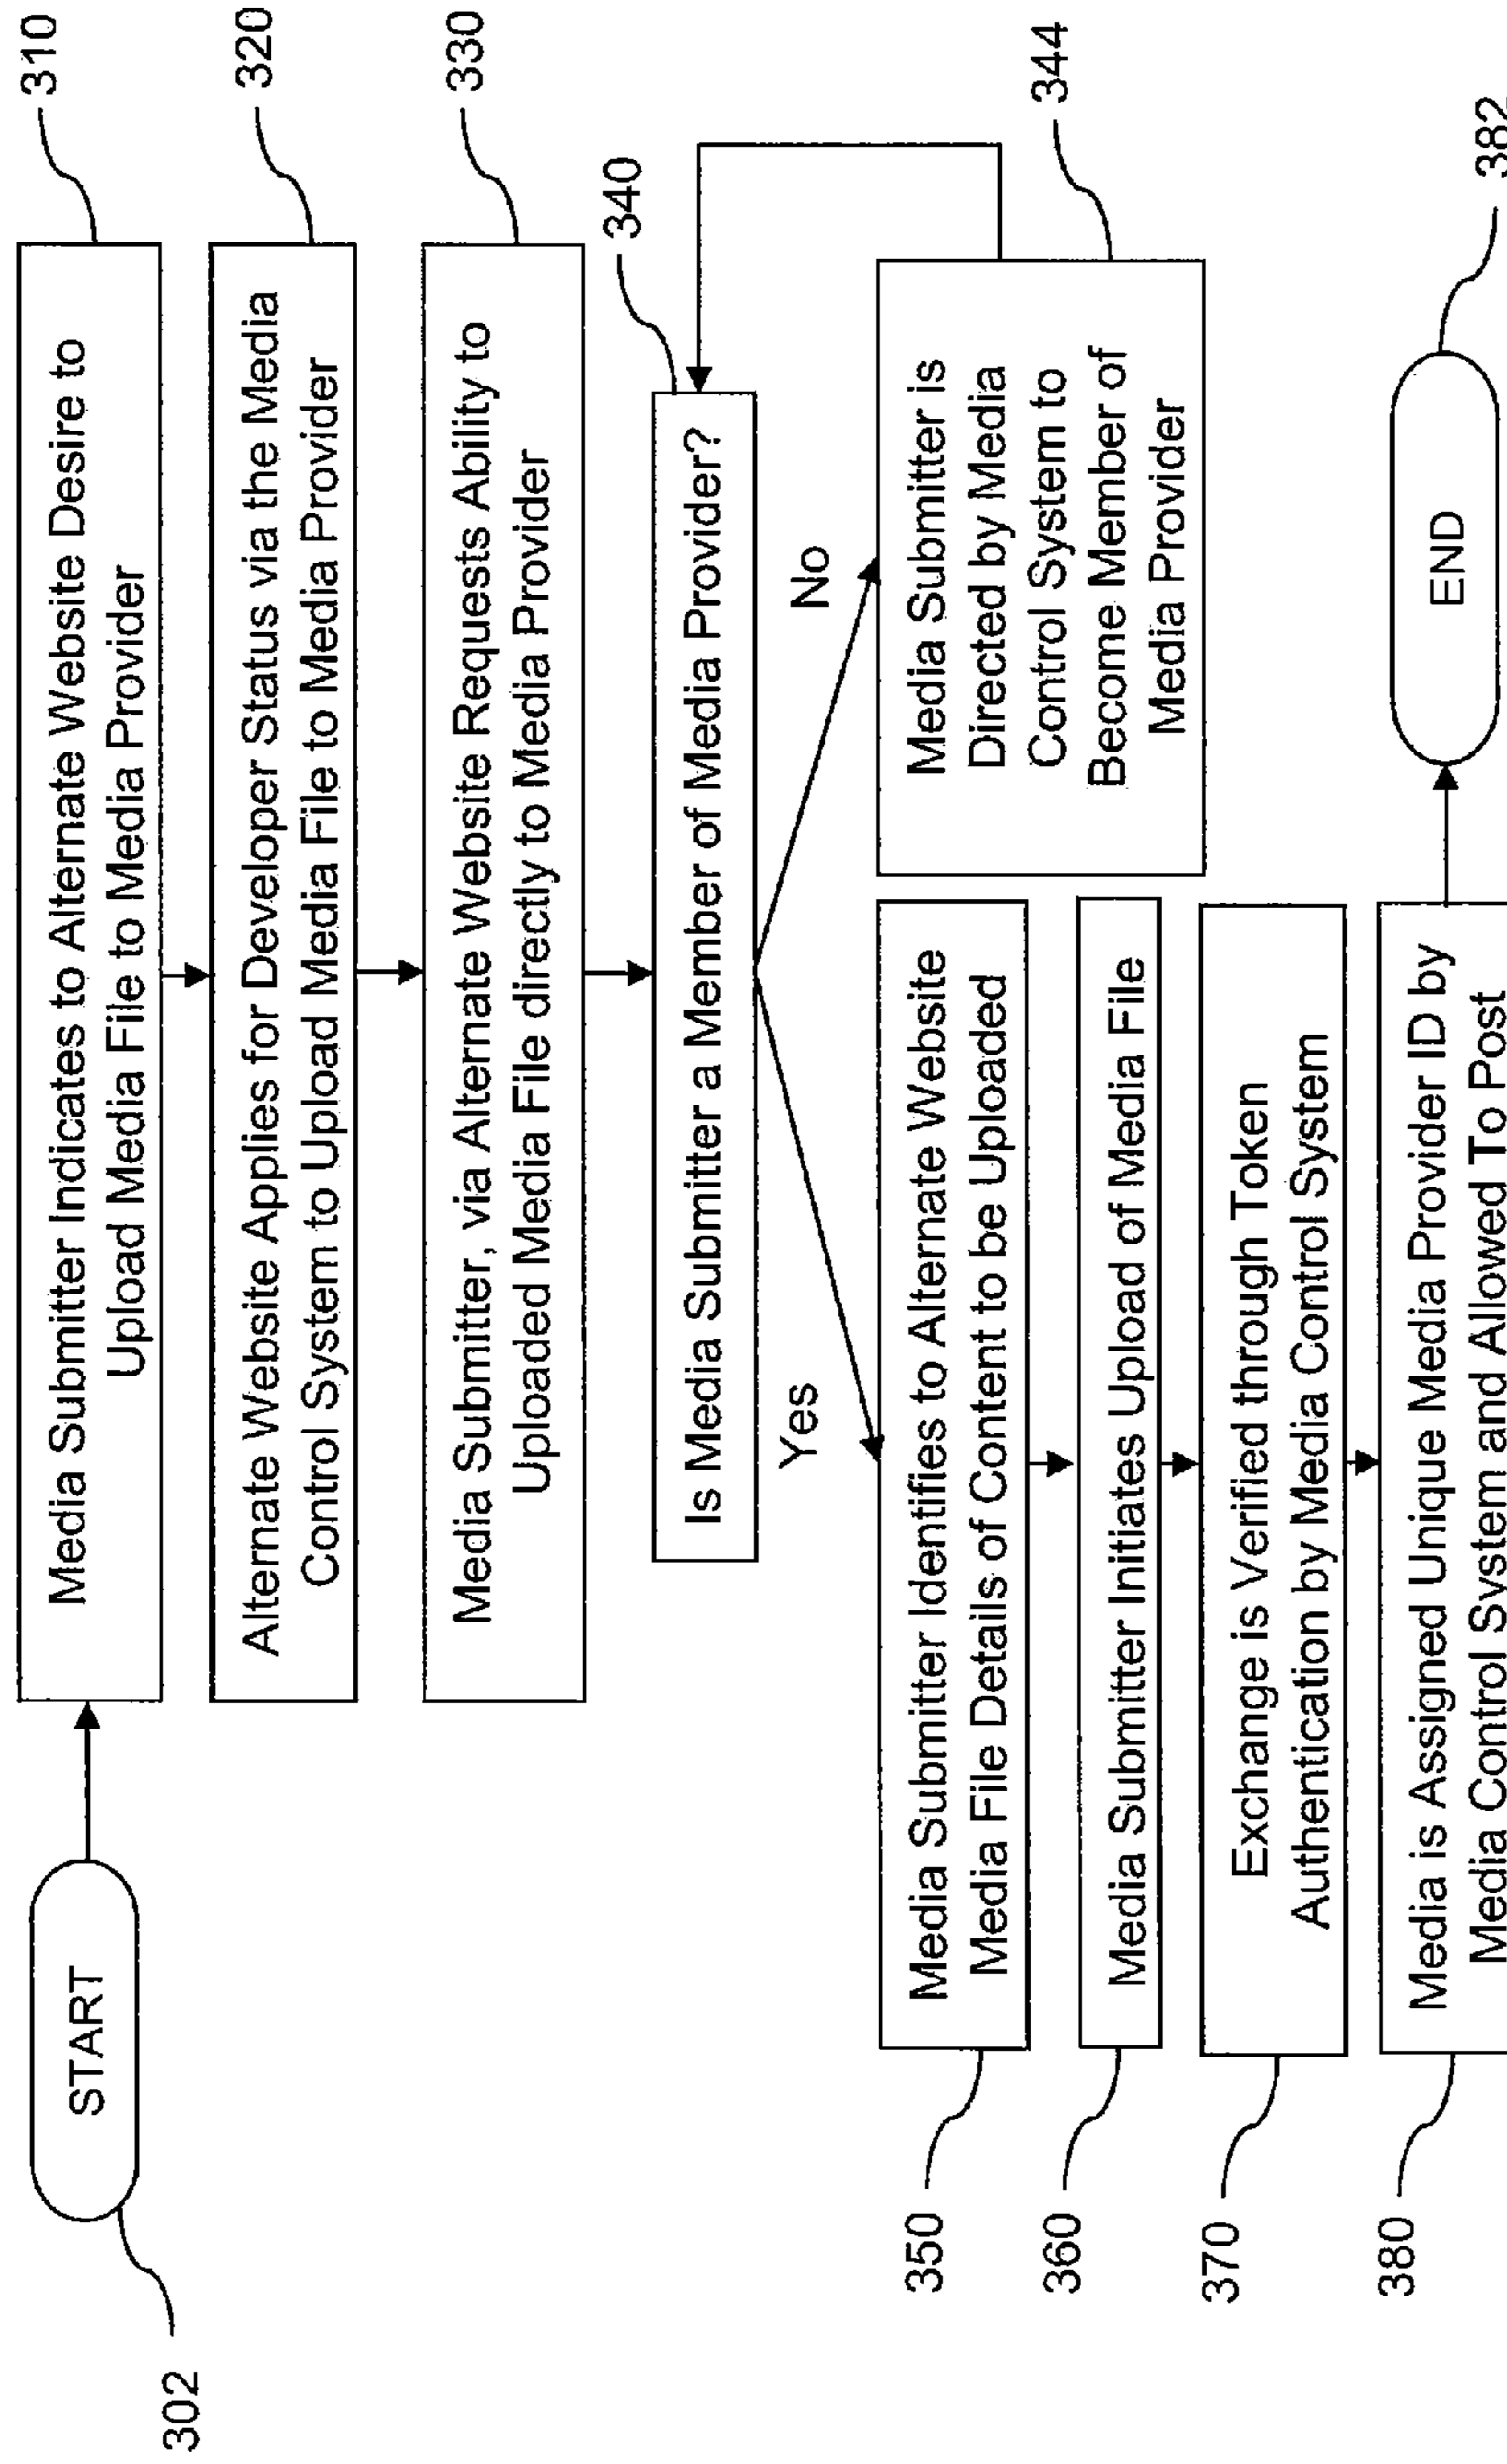 START
302
Media Submitter Indicates to Alternate Website Desire to
Upload Media File to Media Provider
310
Alternate Website Applies for Developer Status via the Media
Control System to Upload Media File to Media Provider
320
Media Submitter, via Alternate Website Requests Ability to
Uploaded Media File directly to Media Provider
330
Is Media Submitter a Member of Media Provider?
340
Yes
No
Media Submitter is
Directed by Media
Control System to
Become Member of
Media Provider
344
350
Media Submitter Identifies to Alternate Website
Media File Details of Content to be Uploaded
360
Media Submitter Initiates Upload of Media File
370
Exchange is Verified through Token
Authentication by Media Control System
380
Media is Assigned Unique Media Provider ID by
Media Control System and Allowed To Post
END
382